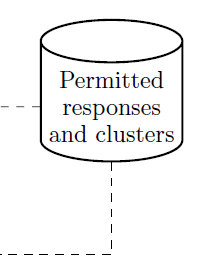 Permitted
responses
and clusters